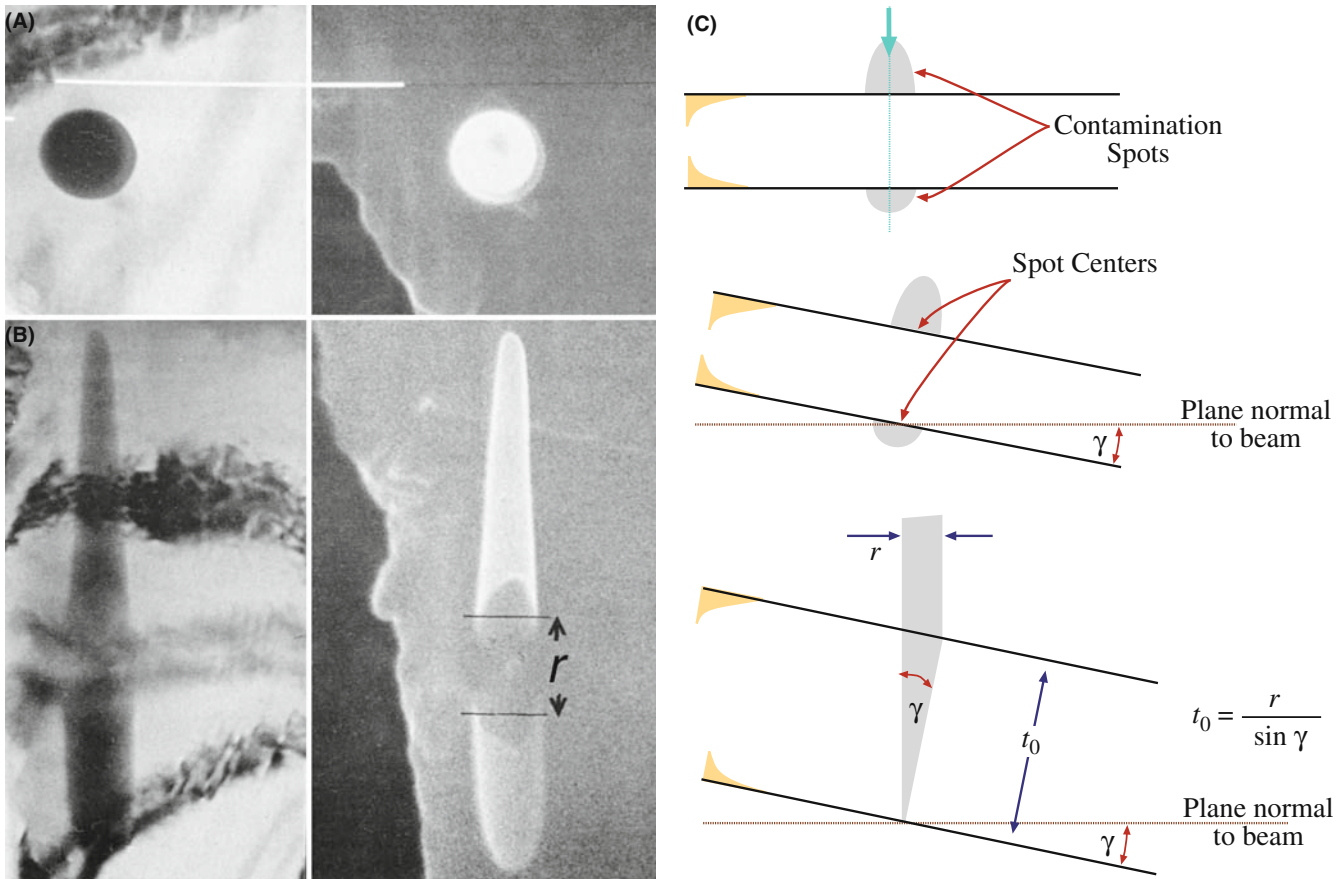 (A)
(B)
r
(C)
Contamination
Spots
Spot Centers
Plane normal
to beam
γ
r
γ
t₀
t₀ = r / sin γ
Plane normal
to beam
γ